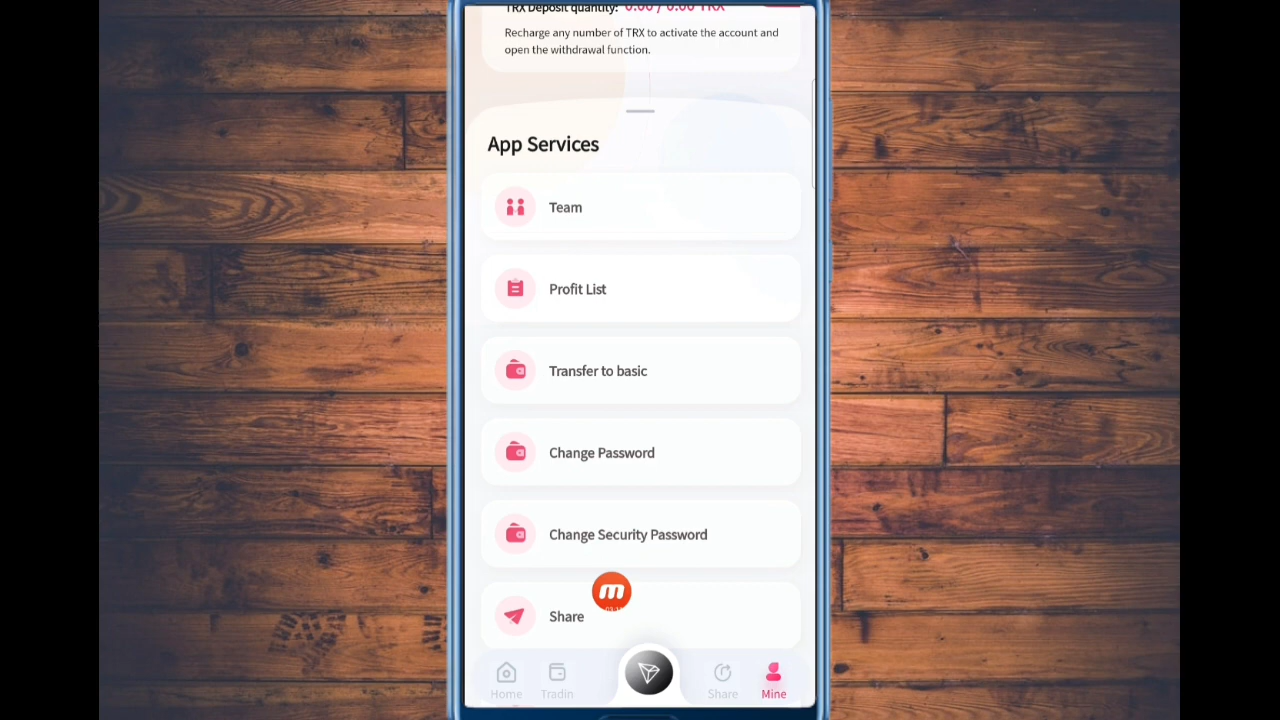 TRX Deposit quantity: 0.00 / 0.00 TRX
Recharge any number of TRX to activate the account and
open the withdrawal function.
App Services
Team
Profit List
Transfer to basic
Change Password
Change Security Password
m
Share
Home
Tradin
Share
Mine